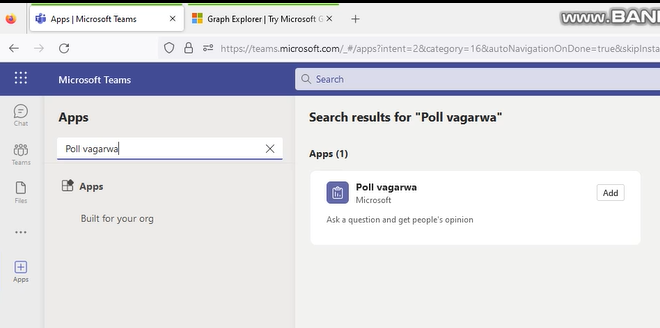 Apps | Microsoft Teams
Graph Explorer | Try Microsoft G
www.BAN
https://teams.microsoft.com/_#/apps?intent=2&category=16&autoNavigationOnDone=true&skipInsta
Microsoft Teams
Search
Chat
Teams
Files
Apps
Apps
Poll vagarwa
Apps
Built for your org
Search results for "Poll vagarwa"
Apps (1)
Poll vagarwa
Microsoft
Add
Ask a question and get people's opinion